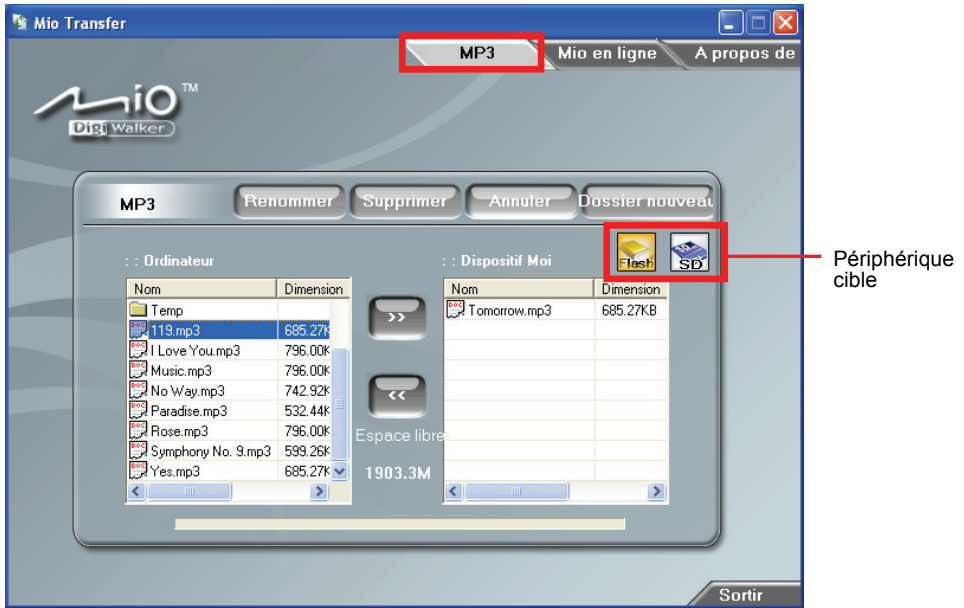 Mio Transfer
MP3
Mio en ligne
A propos de
MiO TM
Digi Walker
MP3
Renommer
Supprimer
Annuler
Dossier nouveau
Flash
SD
Périphérique
cible
: : Ordinateur
: : Dispositif Moi
Nom
Dimension
Temp
119.mp3
685.27K
I Love You.mp3
796.00K
Music.mp3
796.00K
No Way.mp3
742.92K
Paradise.mp3
532.44K
Rose.mp3
796.00K
Symphony No. 9.mp3
599.26K
Yes.mp3
685.27K
>>
<<
Espace libre
1903.3M
Nom
Dimension
Tomorrow.mp3
685.27KB
Sortir